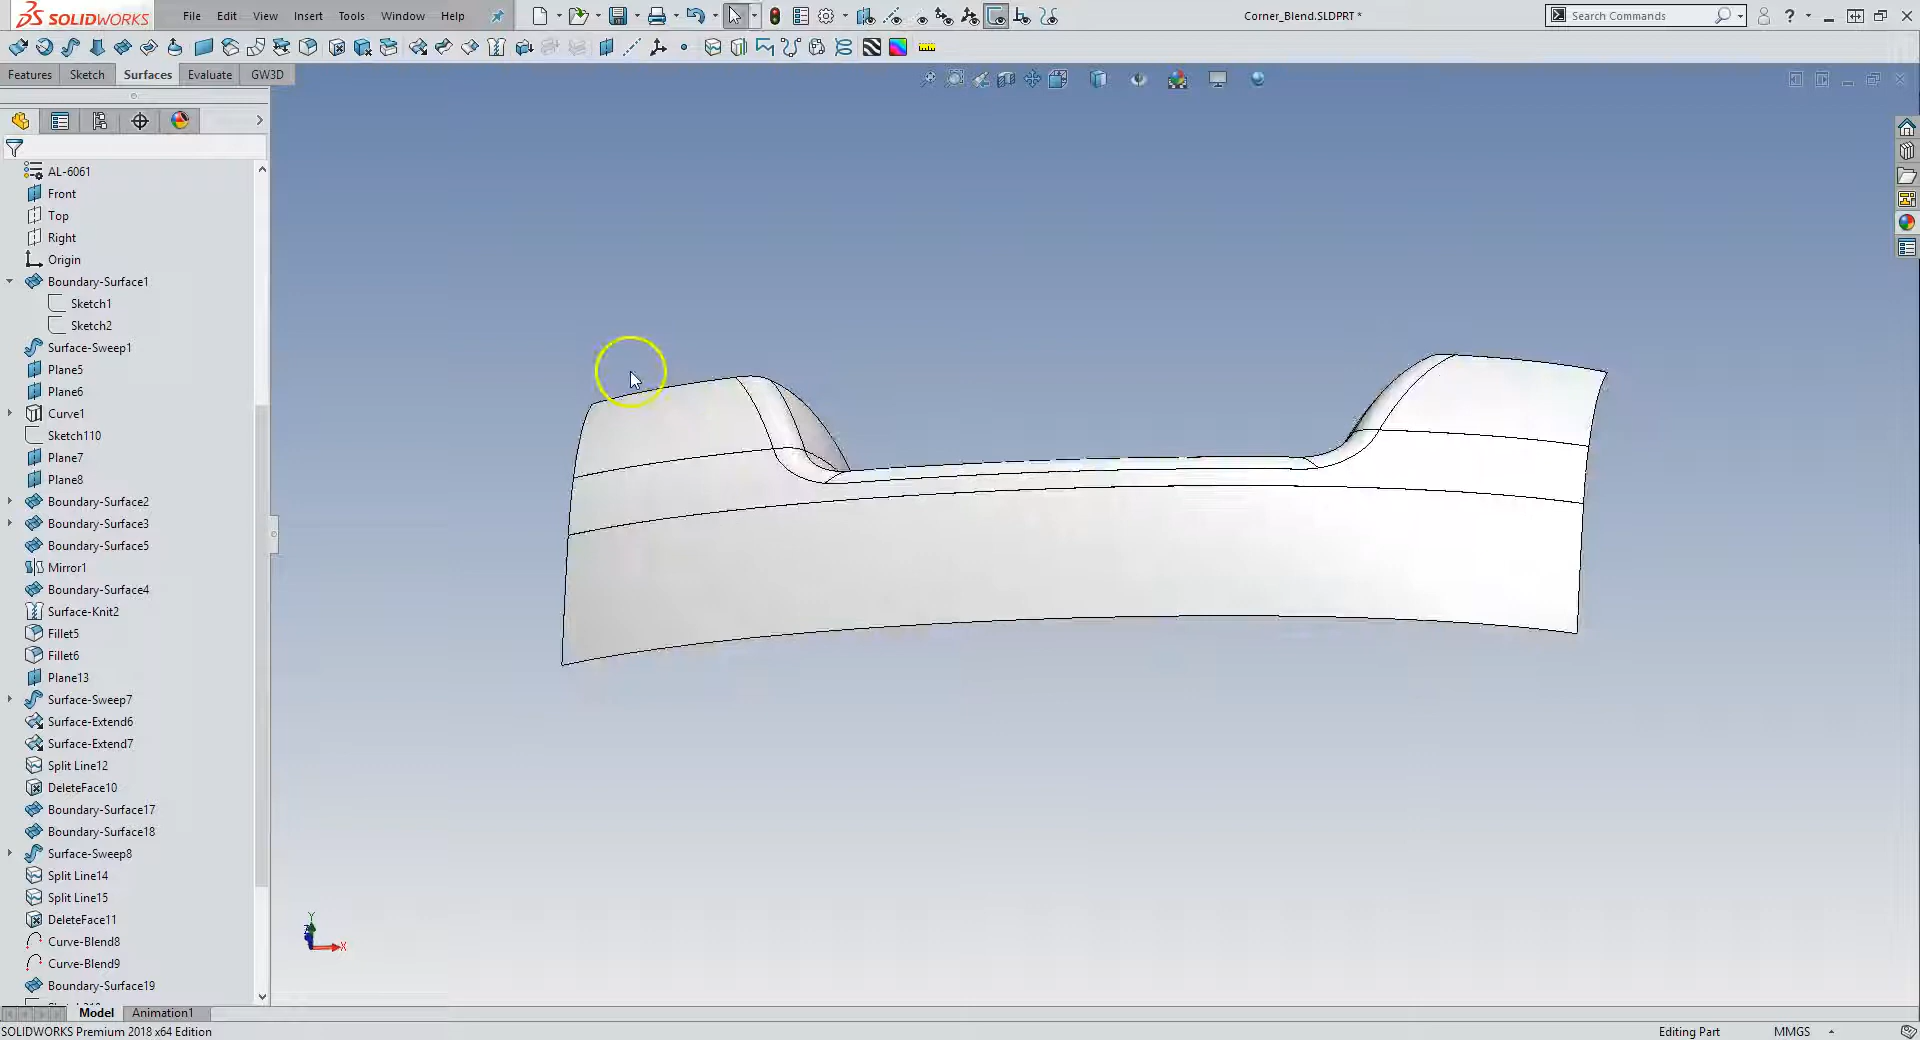 SOLIDWORKS File Edit View Insert Tools Window Help Corner_Blend.SLDPRT * Search Commands ?
Features Sketch Surfaces Evaluate GW3D
AL-6061
Front
Top
Right
Origin
Boundary-Surface1
Sketch1
Sketch2
Surface-Sweep1
Plane5
Plane6
Curve1
Sketch110
Plane7
Plane8
Boundary-Surface2
Boundary-Surface3
Boundary-Surface5
Mirror1
Boundary-Surface4
Surface-Knit2
Fillet5
Fillet6
Plane13
Surface-Sweep7
Surface-Extend6
Surface-Extend7
Split Line12
DeleteFace10
Boundary-Surface17
Boundary-Surface18
Surface-Sweep8
Split Line14
Split Line15
DeleteFace11
Curve-Blend8
Curve-Blend9
Boundary-Surface19
Y
Z
X
Model Animation1
SOLIDWORKS Premium 2018 x64 Edition Editing Part MMGS